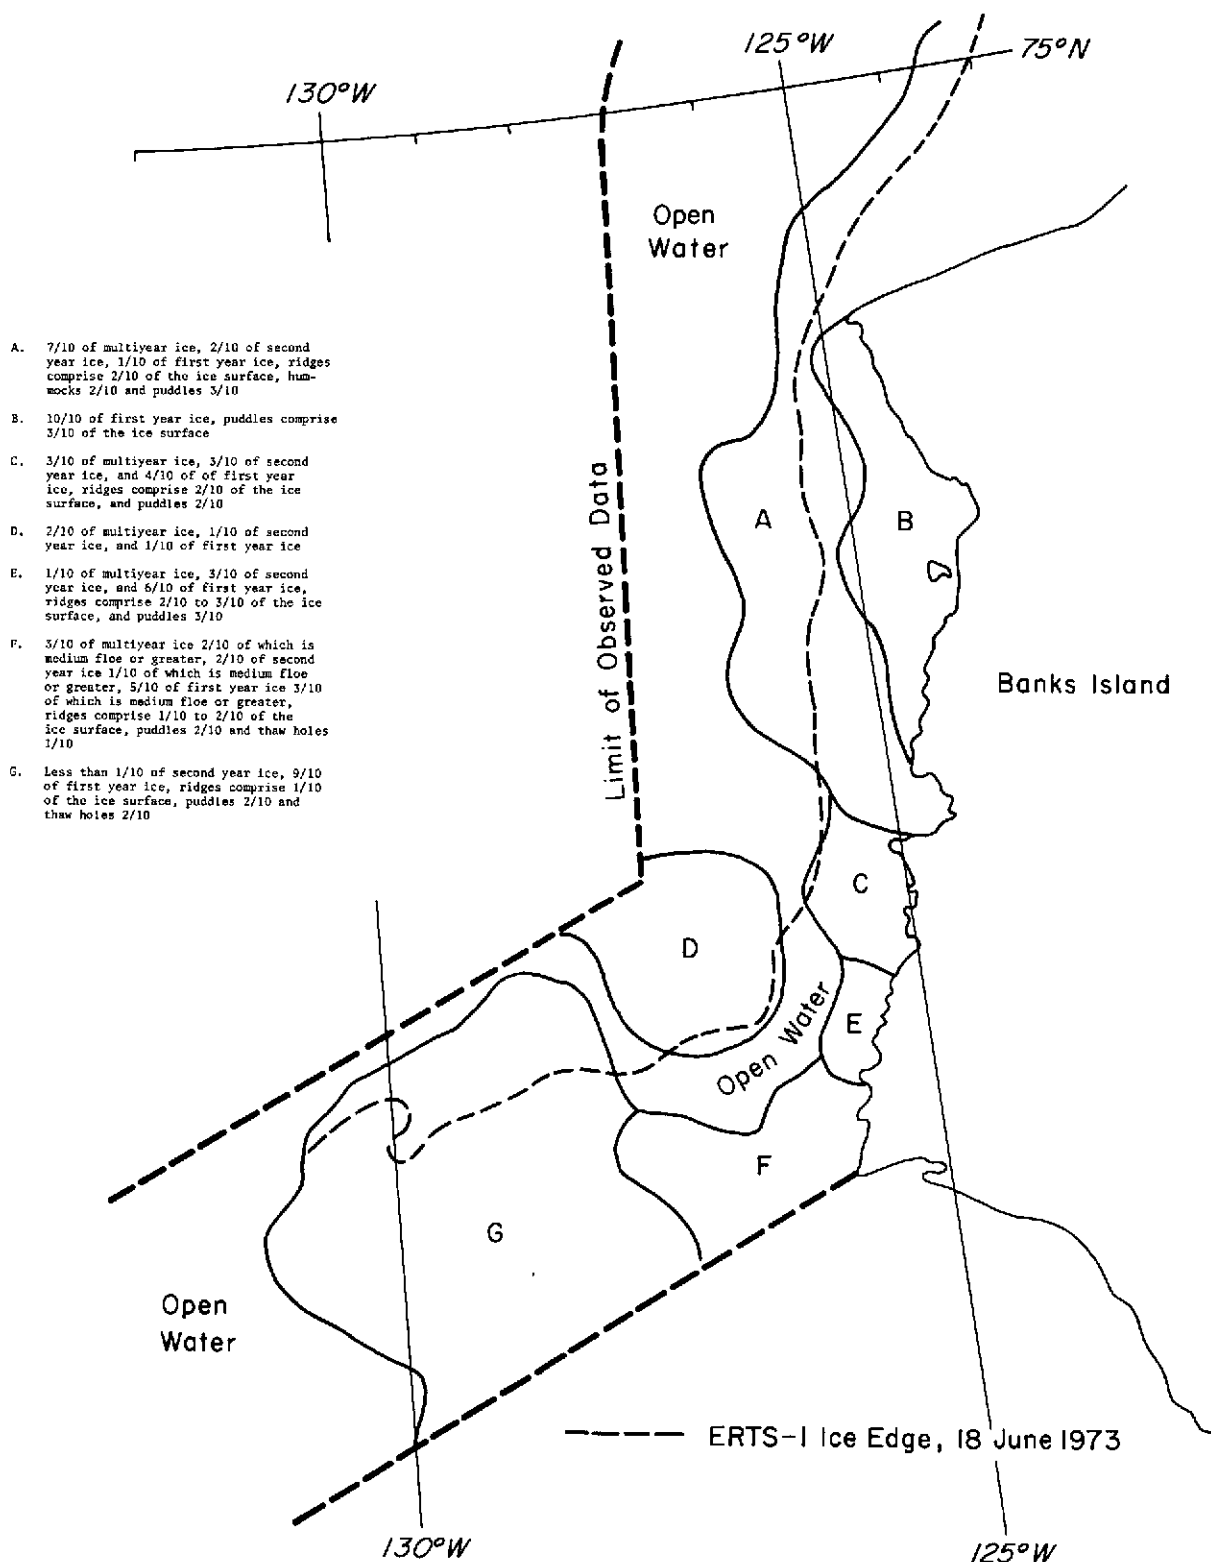 125°W
75°N
130°W
Open
Water
A. 7/10 of multiyear ice, 2/10 of second
year ice, 1/10 of first year ice, ridges
comprise 2/10 of the ice surface, hum-
mocks 2/10 and puddles 3/10
B. 10/10 of first year ice, puddles comprise
3/10 of the ice surface
C. 3/10 of multiyear ice, 3/10 of second
year ice, and 4/10 of of first year
ice, ridges comprise 2/10 of the ice
surface, and puddles 2/10
D. 2/10 of multiyear ice, 1/10 of second
year ice, and 1/10 of first year ice
E. 1/10 of multiyear ice, 3/10 of second
year ice, and 6/10 of first year ice,
ridges comprise 2/10 to 3/10 of the ice
surface, and puddles 3/10
F. 3/10 of multiyear ice 2/10 of which is
medium floe or greater, 2/10 of second
year ice 1/10 of which is medium floe
or greater, 5/10 of first year ice 3/10
of which is medium floe or greater,
ridges comprise 1/10 to 2/10 of the
ice surface, puddles 2/10 and thaw holes
1/10
G. Less than 1/10 of second year ice, 9/10
of first year ice, ridges comprise 1/10
of the ice surface, puddles 2/10 and
thaw holes 2/10
Limit of Observed Data
A
B
Banks Island
C
D
E
Open Water
F
G
Open
Water
ERTS-1 Ice Edge, 18 June 1973
130°W
125°W